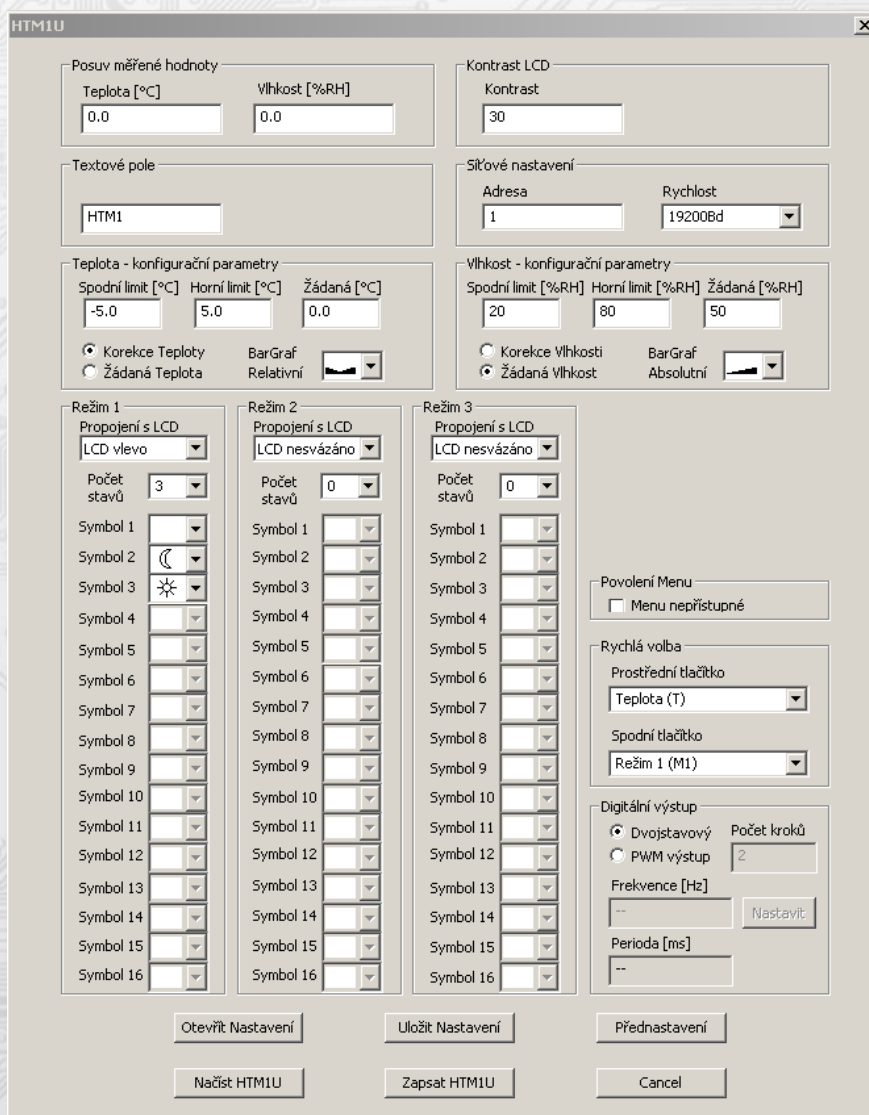 HTM1U
Posuv měřené hodnoty
Teplota [°C] Vlhkost [%RH]
0.0 0.0
Kontrast LCD
Kontrast
30
Textové pole
HTM1
Síťové nastavení
Adresa Rychlost
1 19200Bd
Teplota - konfigurační parametry
Spodní limit [°C] Horní limit [°C] Žádaná [°C]
-5.0 5.0 0.0
Korekce Teploty
Žádaná Teplota
BarGraf
Relativní
Vlhkost - konfigurační parametry
Spodní limit [%RH] Horní limit [%RH] Žádaná [%RH]
20 80 50
Korekce Vlhkosti
Žádaná Vlhkost
BarGraf
Absolutní
Režim 1
Propojení s LCD
LCD vlevo
Počet
stavů
3
Symbol 1
Symbol 2
Symbol 3
Symbol 4
Symbol 5
Symbol 6
Symbol 7
Symbol 8
Symbol 9
Symbol 10
Symbol 11
Symbol 12
Symbol 13
Symbol 14
Symbol 15
Symbol 16
Režim 2
Propojení s LCD
LCD nesvázáno
Počet
stavů
0
Symbol 1
Symbol 2
Symbol 3
Symbol 4
Symbol 5
Symbol 6
Symbol 7
Symbol 8
Symbol 9
Symbol 10
Symbol 11
Symbol 12
Symbol 13
Symbol 14
Symbol 15
Symbol 16
Režim 3
Propojení s LCD
LCD nesvázáno
Počet
stavů
0
Symbol 1
Symbol 2
Symbol 3
Symbol 4
Symbol 5
Symbol 6
Symbol 7
Symbol 8
Symbol 9
Symbol 10
Symbol 11
Symbol 12
Symbol 13
Symbol 14
Symbol 15
Symbol 16
Povolení Menu
Menu nepřístupné
Rychlá volba
Prostřední tlačítko
Teplota (T)
Spodní tlačítko
Režim 1 (M1)
Digitální výstup
Dvojstavový
PWM výstup
Počet kroků
2
Frekvence [Hz]
--
Nastavit
Perioda [ms]
--
Otevřít Nastavení Uložit Nastavení Přednastavení
Načíst HTM1U Zapsat HTM1U Cancel